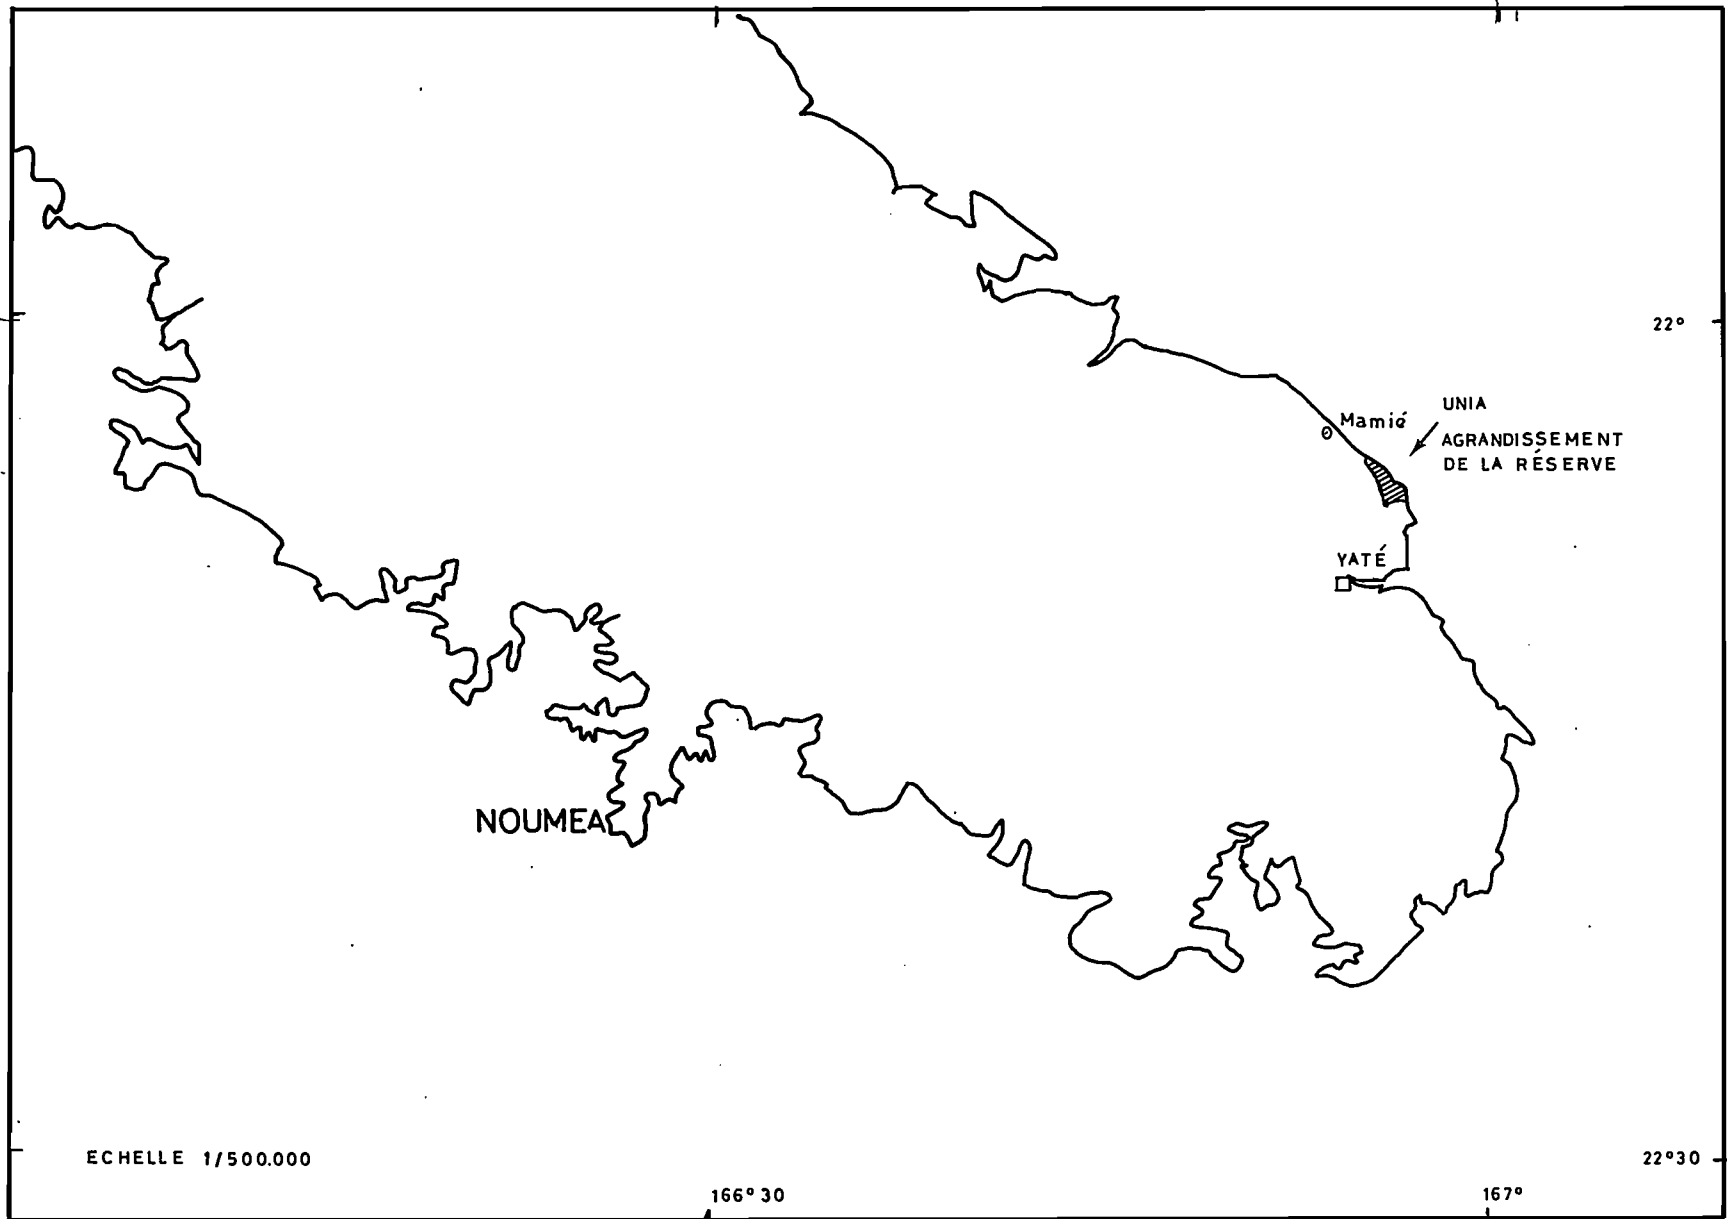 22°
UNIA
Mamié
AGRANDISSEMENT
DE LA RÉSERVE
YATÉ
NOUMEA
ECHELLE 1/500.000
22°30
166°30
167°